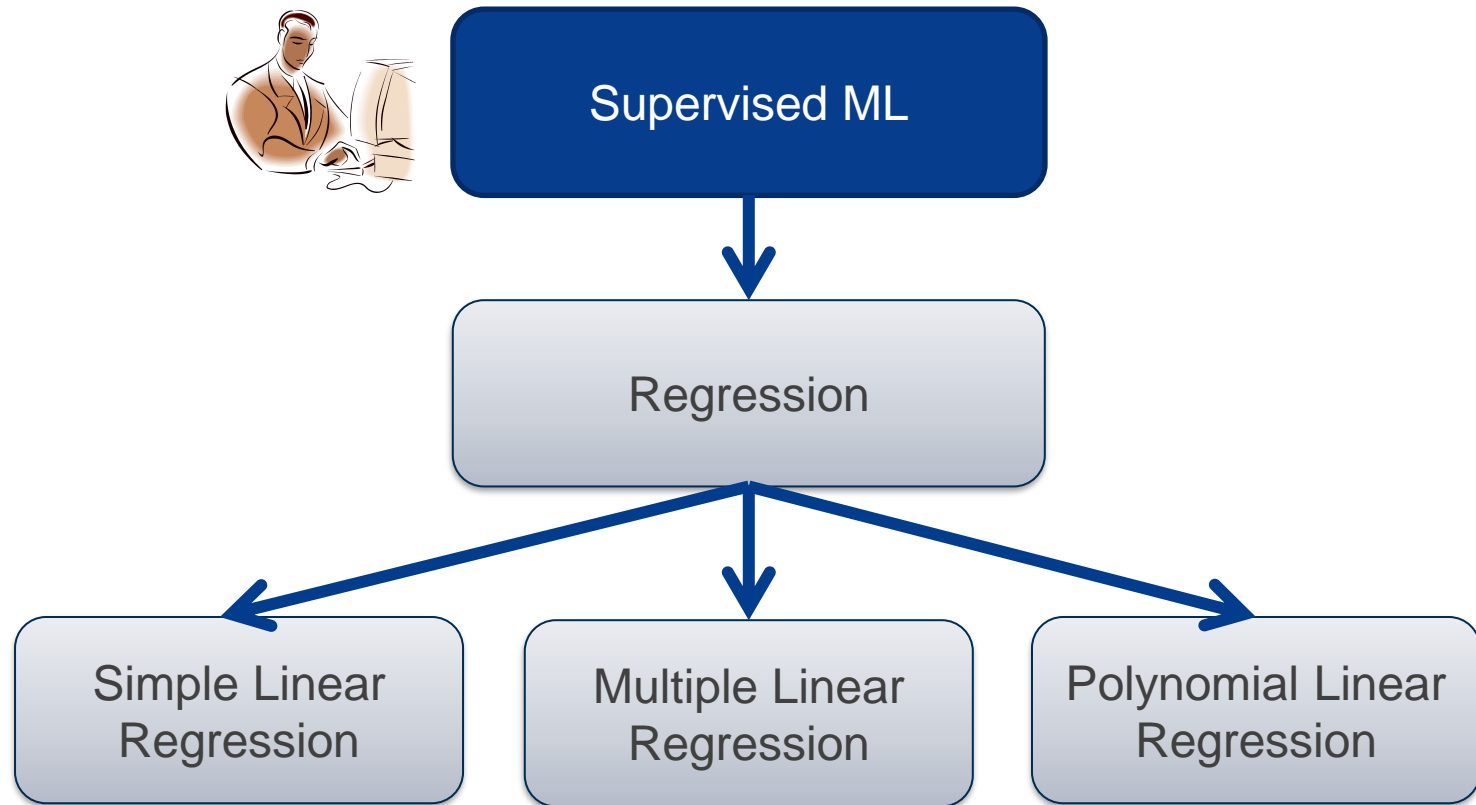 Supervised ML
Regression
Simple Linear
Regression
Multiple Linear
Regression
Polynomial Linear
Regression